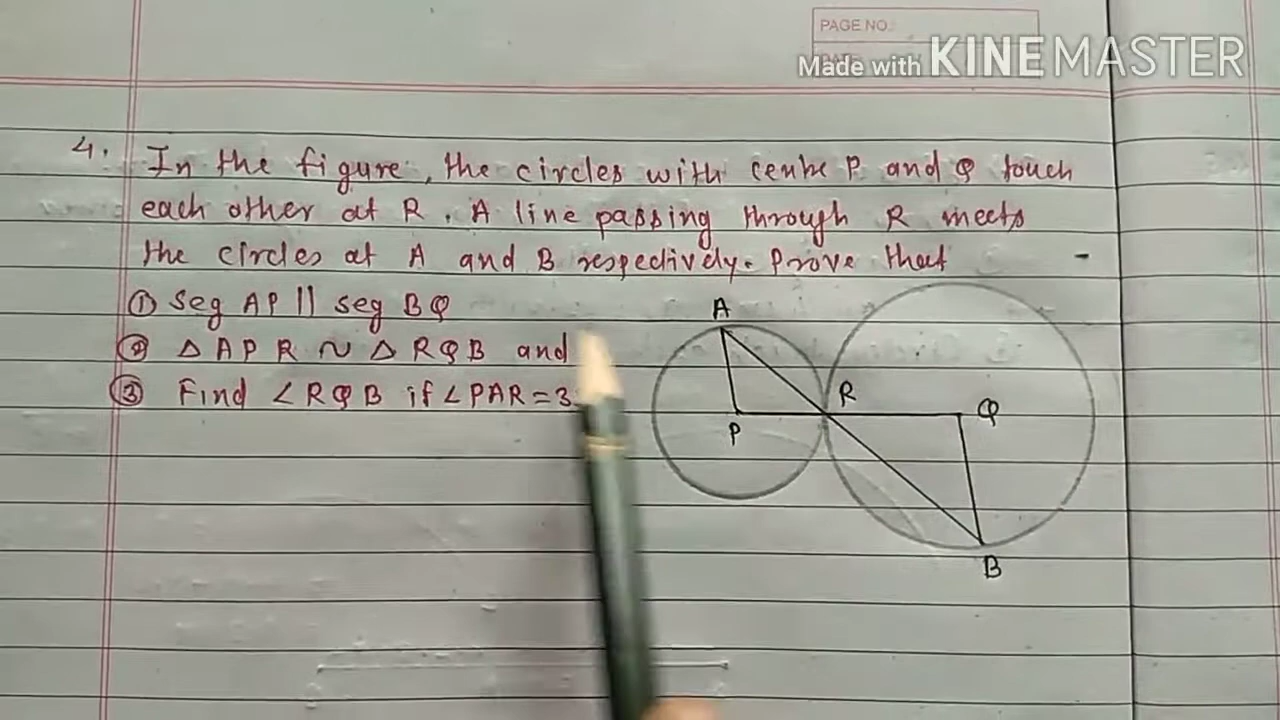 PAGE NO.
Made with KINEMASTER
4. In the figure, the circles with centre P and Q touch
each other at R. A line passing through R meets
the circles at A and B respectively. Prove that
① seg AP || seg BQ
② △APR ~ △RQB and
③ Find ∠RQB if ∠PAR = 3
A
R
Q
P
B